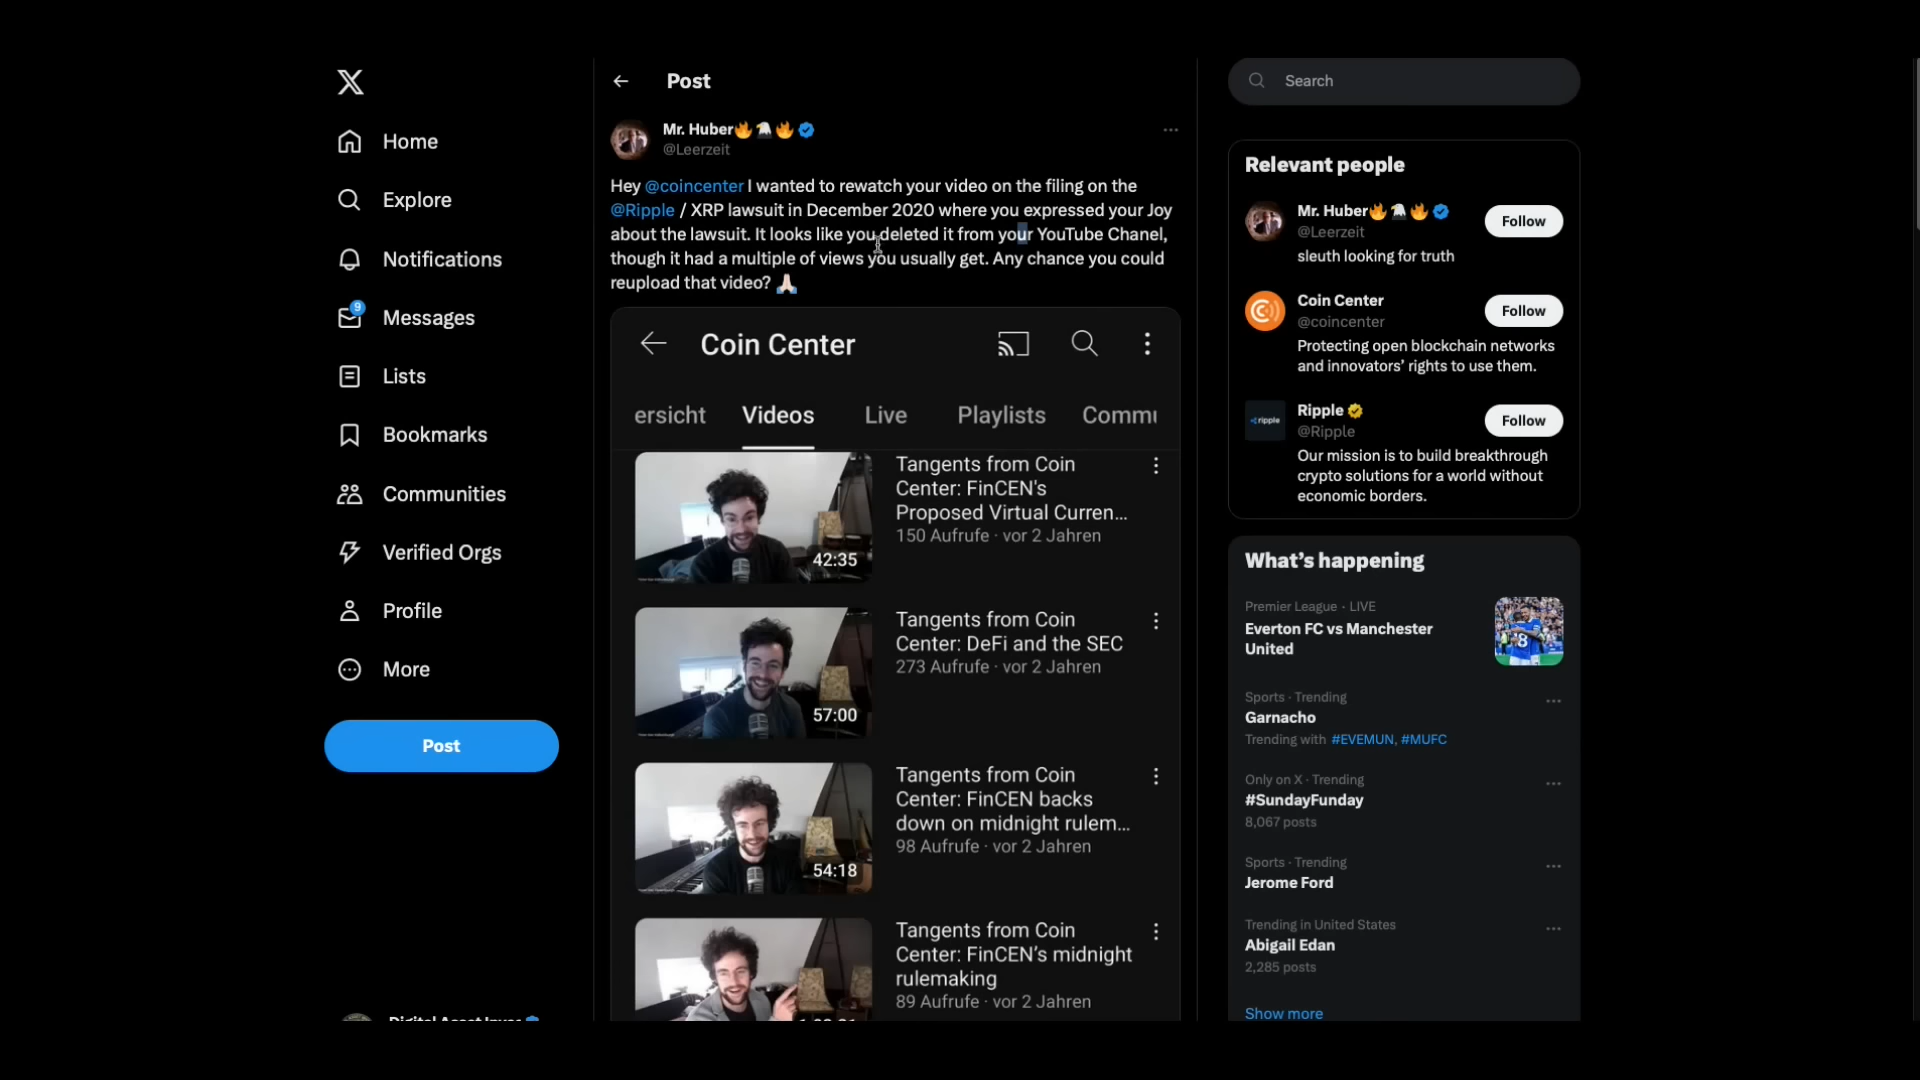 Home
Explore
Notifications
9
Messages
Lists
Bookmarks
Communities
Verified Orgs
Profile
More
Post
Post
Mr. Huber🔥🦅🔥
@Leerzeit
Hey @coincenter I wanted to rewatch your video on the filing on the
@Ripple / XRP lawsuit in December 2020 where you expressed your Joy
about the lawsuit. It looks like you deleted it from your YouTube Chanel,
though it had a multiple of views you usually get. Any chance you could
reupload that video? 🙏🏻
Coin Center
ersicht Videos Live Playlists Commu
Tangents from Coin
Center: FinCEN's
Proposed Virtual Curren...
150 Aufrufe · vor 2 Jahren
42:35
Tangents from Coin
Center: DeFi and the SEC
273 Aufrufe · vor 2 Jahren
57:00
Tangents from Coin
Center: FinCEN backs
down on midnight rulem...
98 Aufrufe · vor 2 Jahren
54:18
Tangents from Coin
Center: FinCEN's midnight
rulemaking
89 Aufrufe · vor 2 Jahren
Search
Relevant people
Mr. Huber🔥🦅🔥
@Leerzeit
Follow
sleuth looking for truth
Coin Center
@coincenter
Follow
Protecting open blockchain networks
and innovators' rights to use them.
ripple
Ripple
@Ripple
Follow
Our mission is to build breakthrough
crypto solutions for a world without
economic borders.
What's happening
Premier League · LIVE
Everton FC vs Manchester
United
Sports · Trending
Garnacho
Trending with #EVEMUN, #MUFC
Only on X · Trending
#SundayFunday
8,067 posts
Sports · Trending
Jerome Ford
Trending in United States
Abigail Edan
2,285 posts
Show more